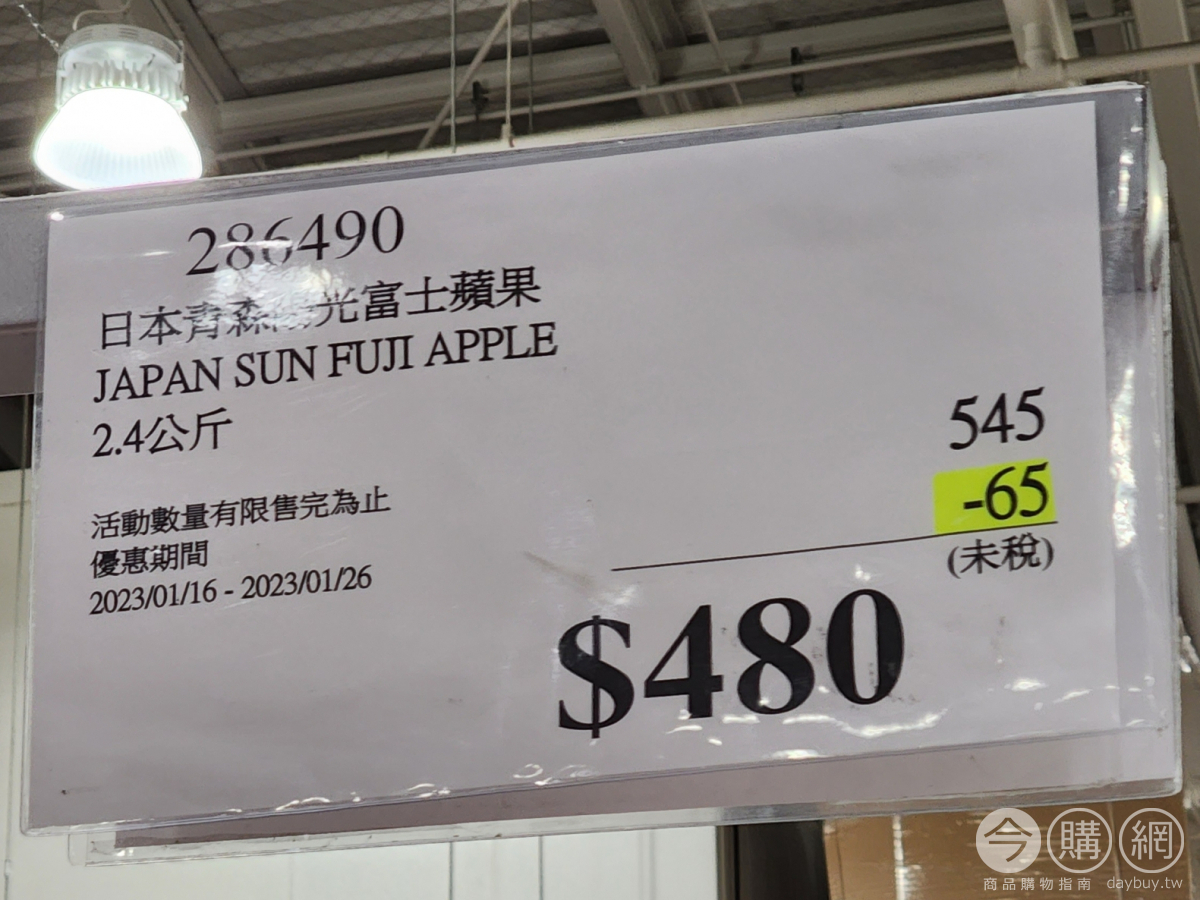 286490
日本青森陽光富士蘋果
JAPAN SUN FUJI APPLE
2.4公斤
545
-65
(未稅)
活動數量有限售完為止
優惠期間
2023/01/16 - 2023/01/26
$480
今購網
商品購物指南 daybuy.tw